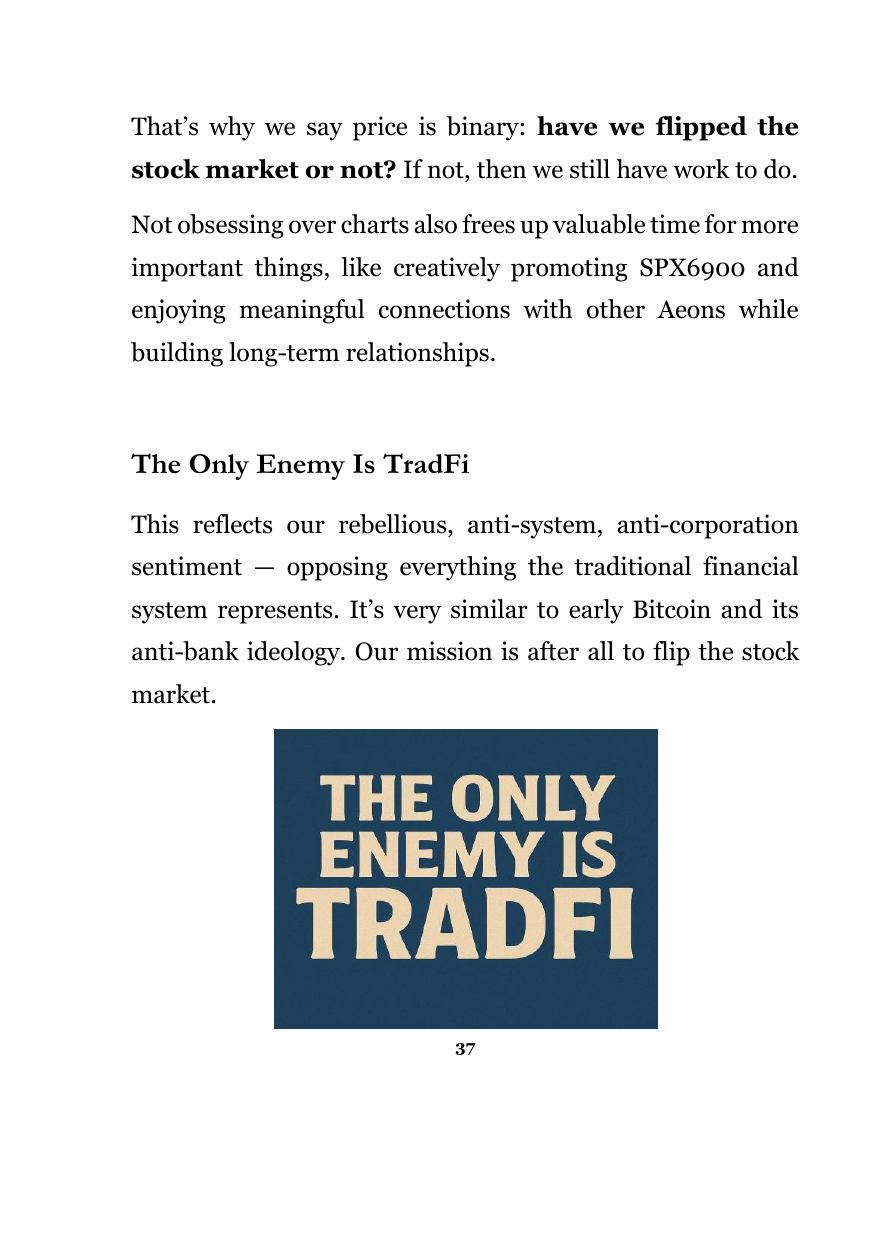 That’s why we say price is binary: have we flipped the
stock market or not? If not, then we still have work to do.
Not obsessing over charts also frees up valuable time for more
important things, like creatively promoting SPX6900 and
enjoying meaningful connections with other Aeons while
building long-term relationships.
The Only Enemy Is TradFi
This reflects our rebellious, anti-system, anti-corporation
sentiment — opposing everything the traditional financial
system represents. It’s very similar to early Bitcoin and its
anti-bank ideology. Our mission is after all to flip the stock
market.
THE ONLY
ENEMY IS
TRADFI
37